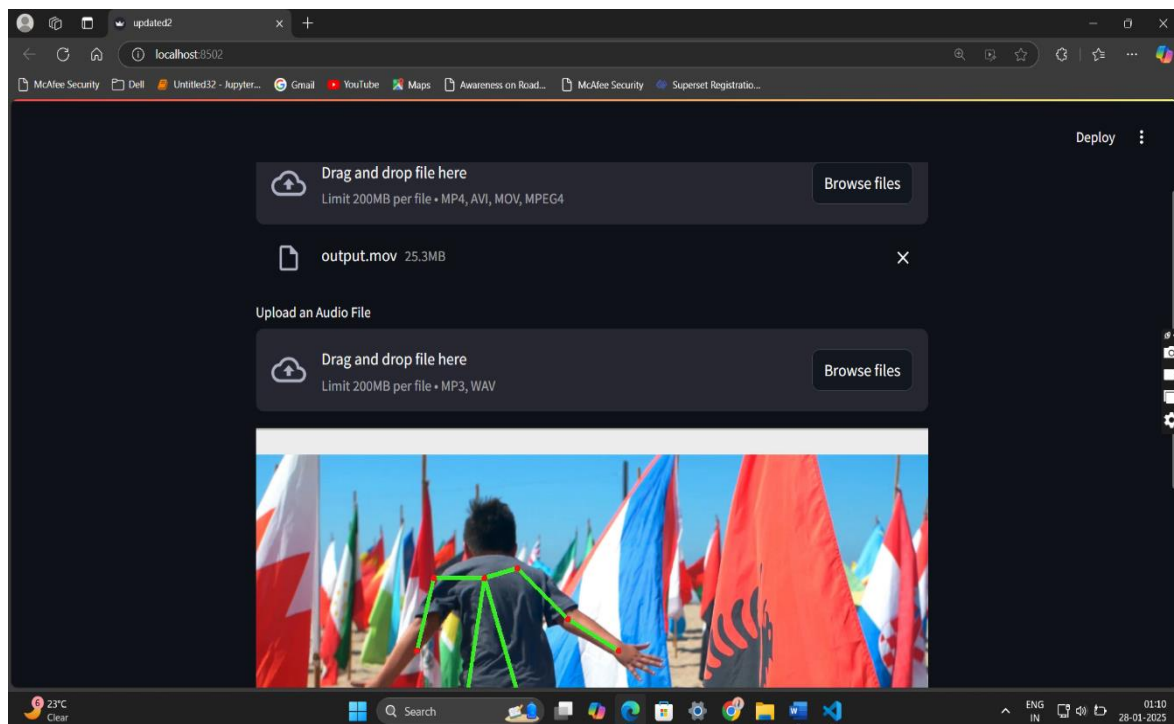 updated2
localhost:8502
McAfee Security Dell Untitled32 - Jupyter... Gmail YouTube Maps Awareness on Road... McAfee Security Superset Registratio...
Deploy
Drag and drop file here
Limit 200MB per file • MP4, AVI, MOV, MPEG4
Browse files
output.mov 25.3MB
Upload an Audio File
Drag and drop file here
Limit 200MB per file • MP3, WAV
Browse files
6
23°C
Clear
Search
ENG
IN
01:10
28-01-2025